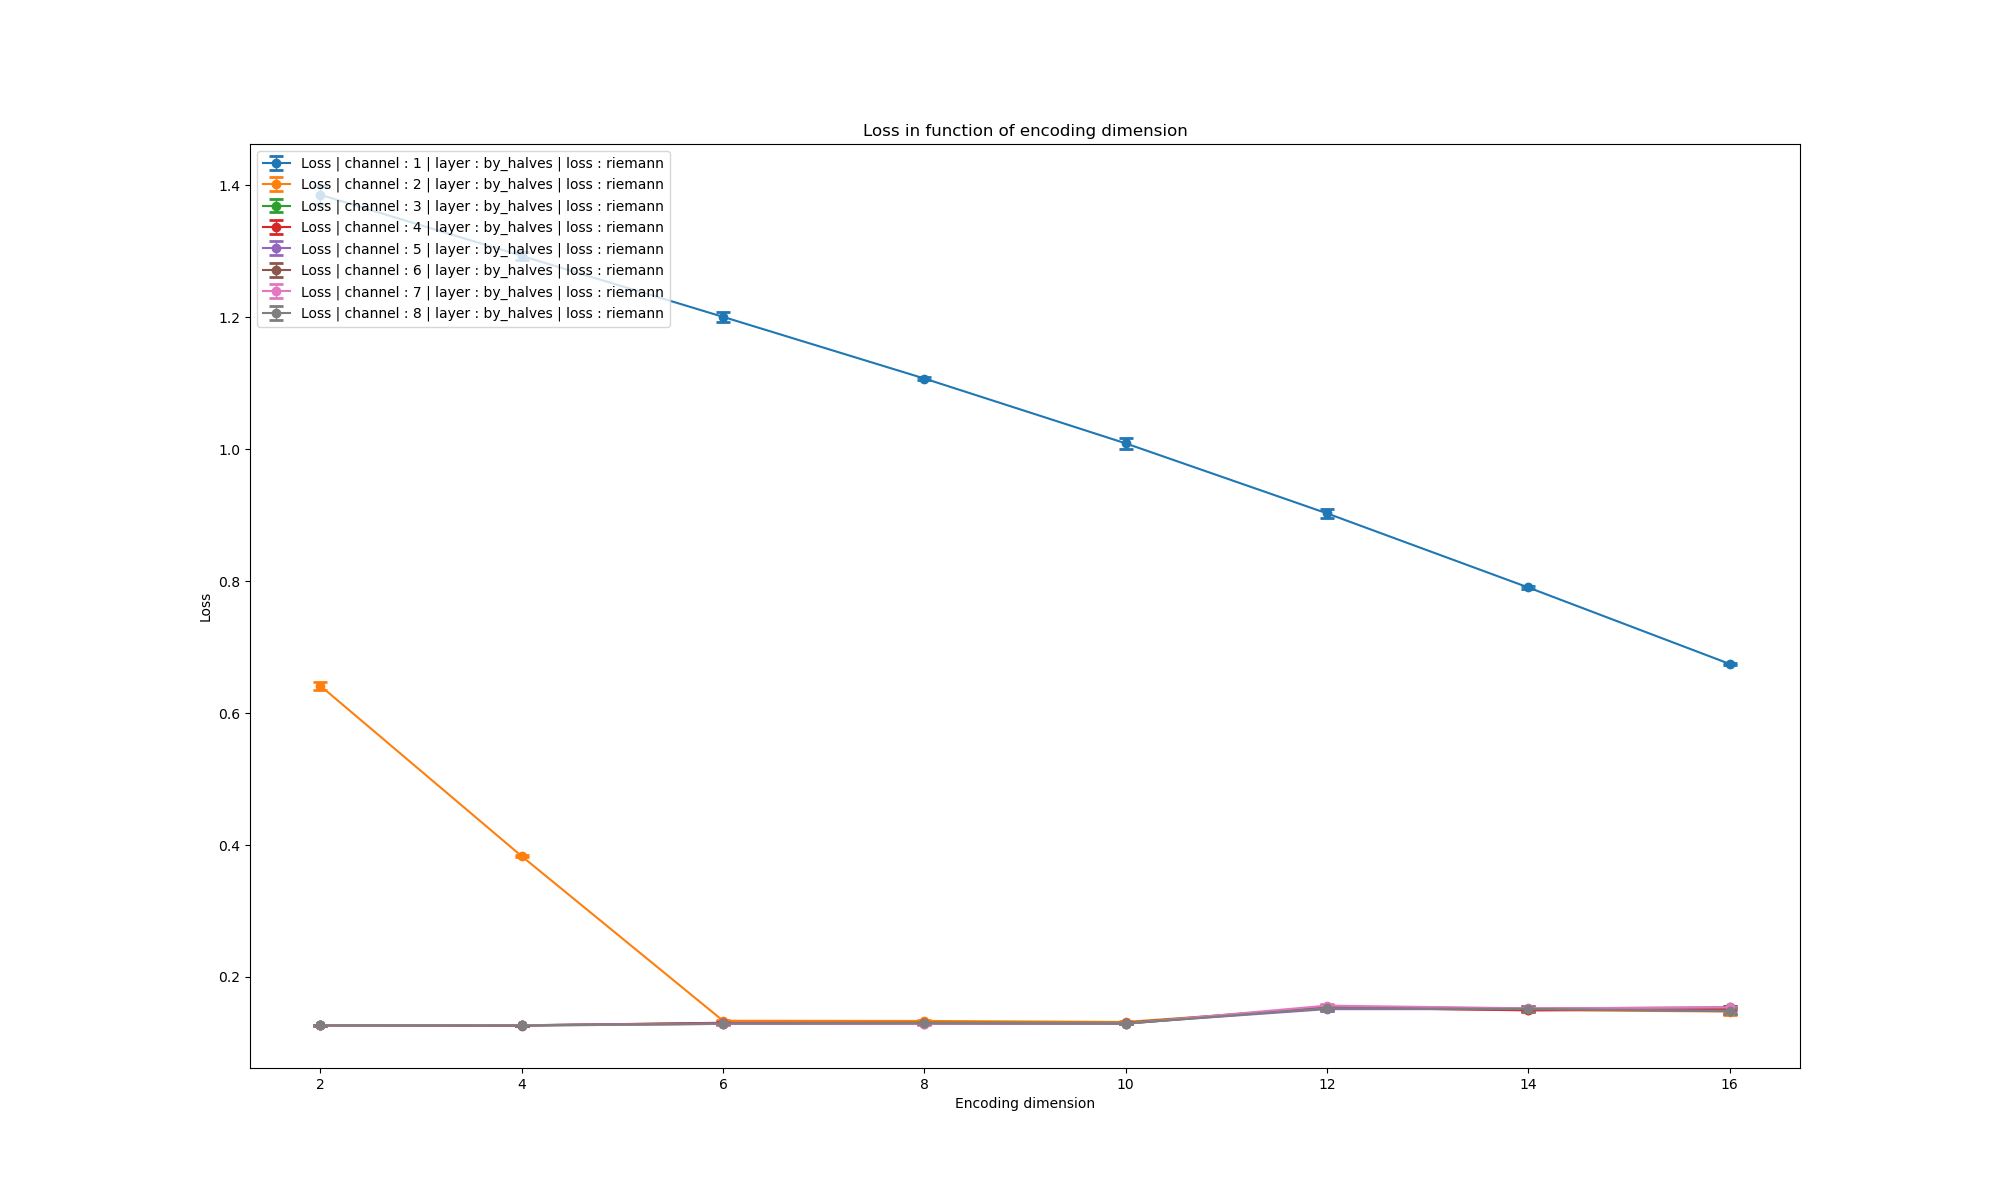 Loss in function of encoding dimension
Loss | channel : 1 | layer : by_halves | loss : riemann
Loss | channel : 2 | layer : by_halves | loss : riemann
Loss | channel : 3 | layer : by_halves | loss : riemann
Loss | channel : 4 | layer : by_halves | loss : riemann
Loss | channel : 5 | layer : by_halves | loss : riemann
Loss | channel : 6 | layer : by_halves | loss : riemann
Loss | channel : 7 | layer : by_halves | loss : riemann
Loss | channel : 8 | layer : by_halves | loss : riemann
1.4
1.2
1.0
0.8
0.6
0.4
0.2
Loss
2 4 6 8 10 12 14 16
Encoding dimension